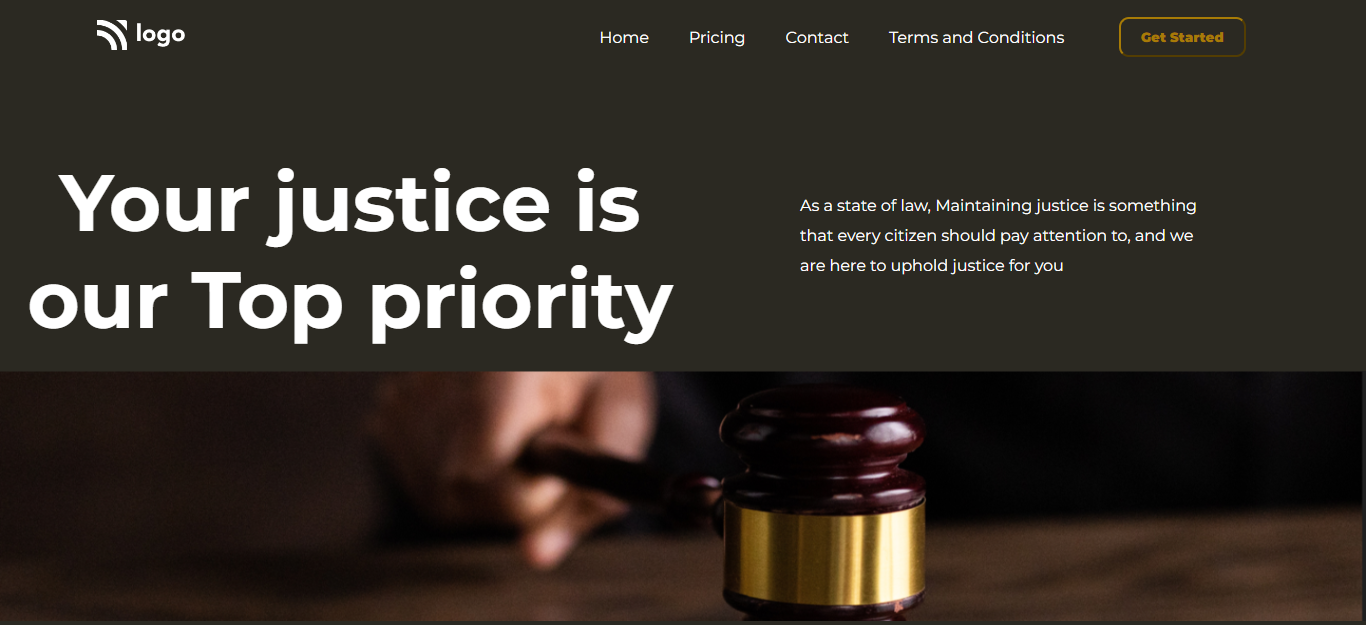 logo
Home Pricing Contact Terms and Conditions Get Started
Your justice is
our Top priority
As a state of law, Maintaining justice is something
that every citizen should pay attention to, and we
are here to uphold justice for you